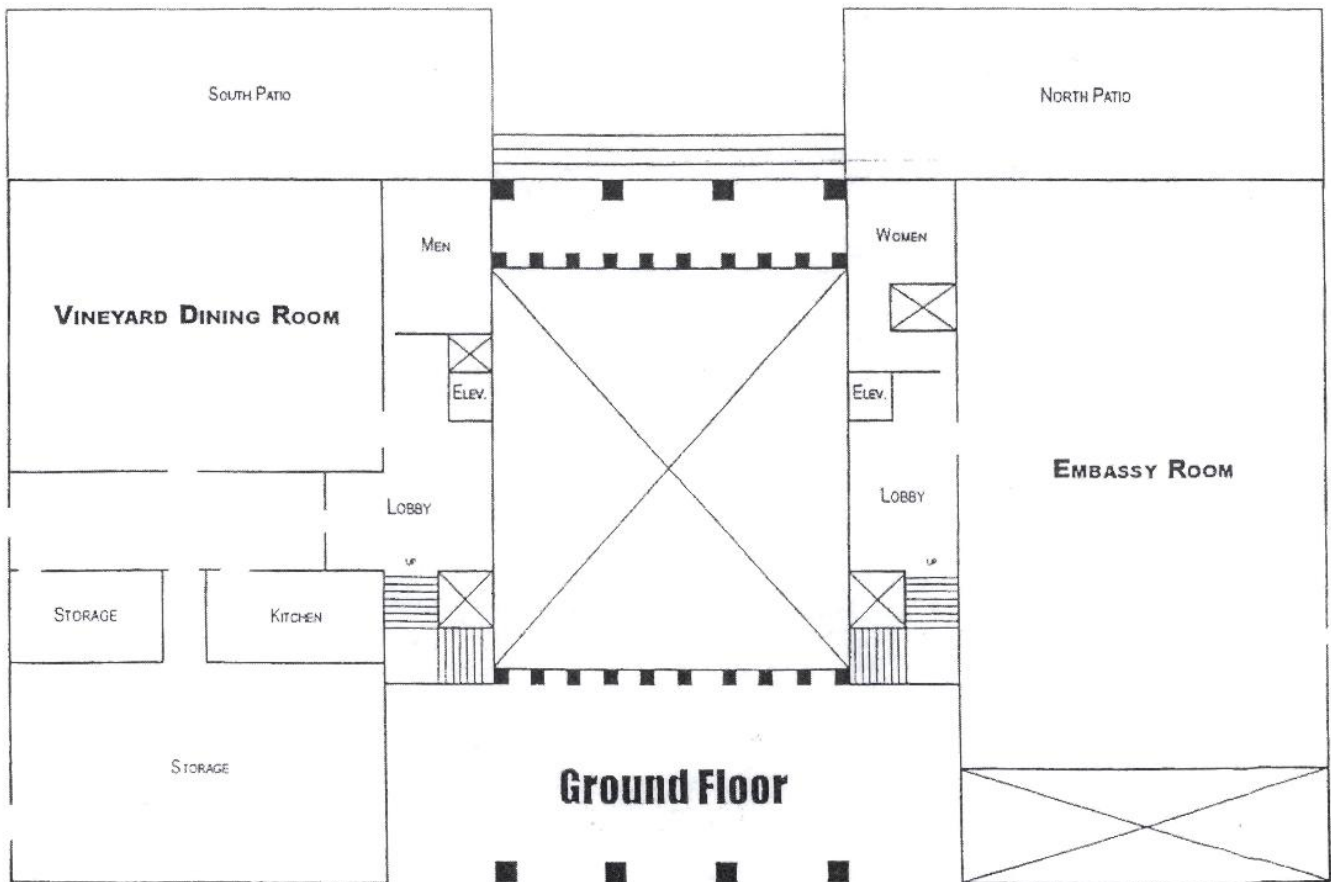 South Patio
North Patio
Men
Women
Vineyard Dining Room
Elev.
Elev.
Embassy Room
Lobby
Lobby
UP
UP
Storage
Kitchen
Storage
Ground Floor